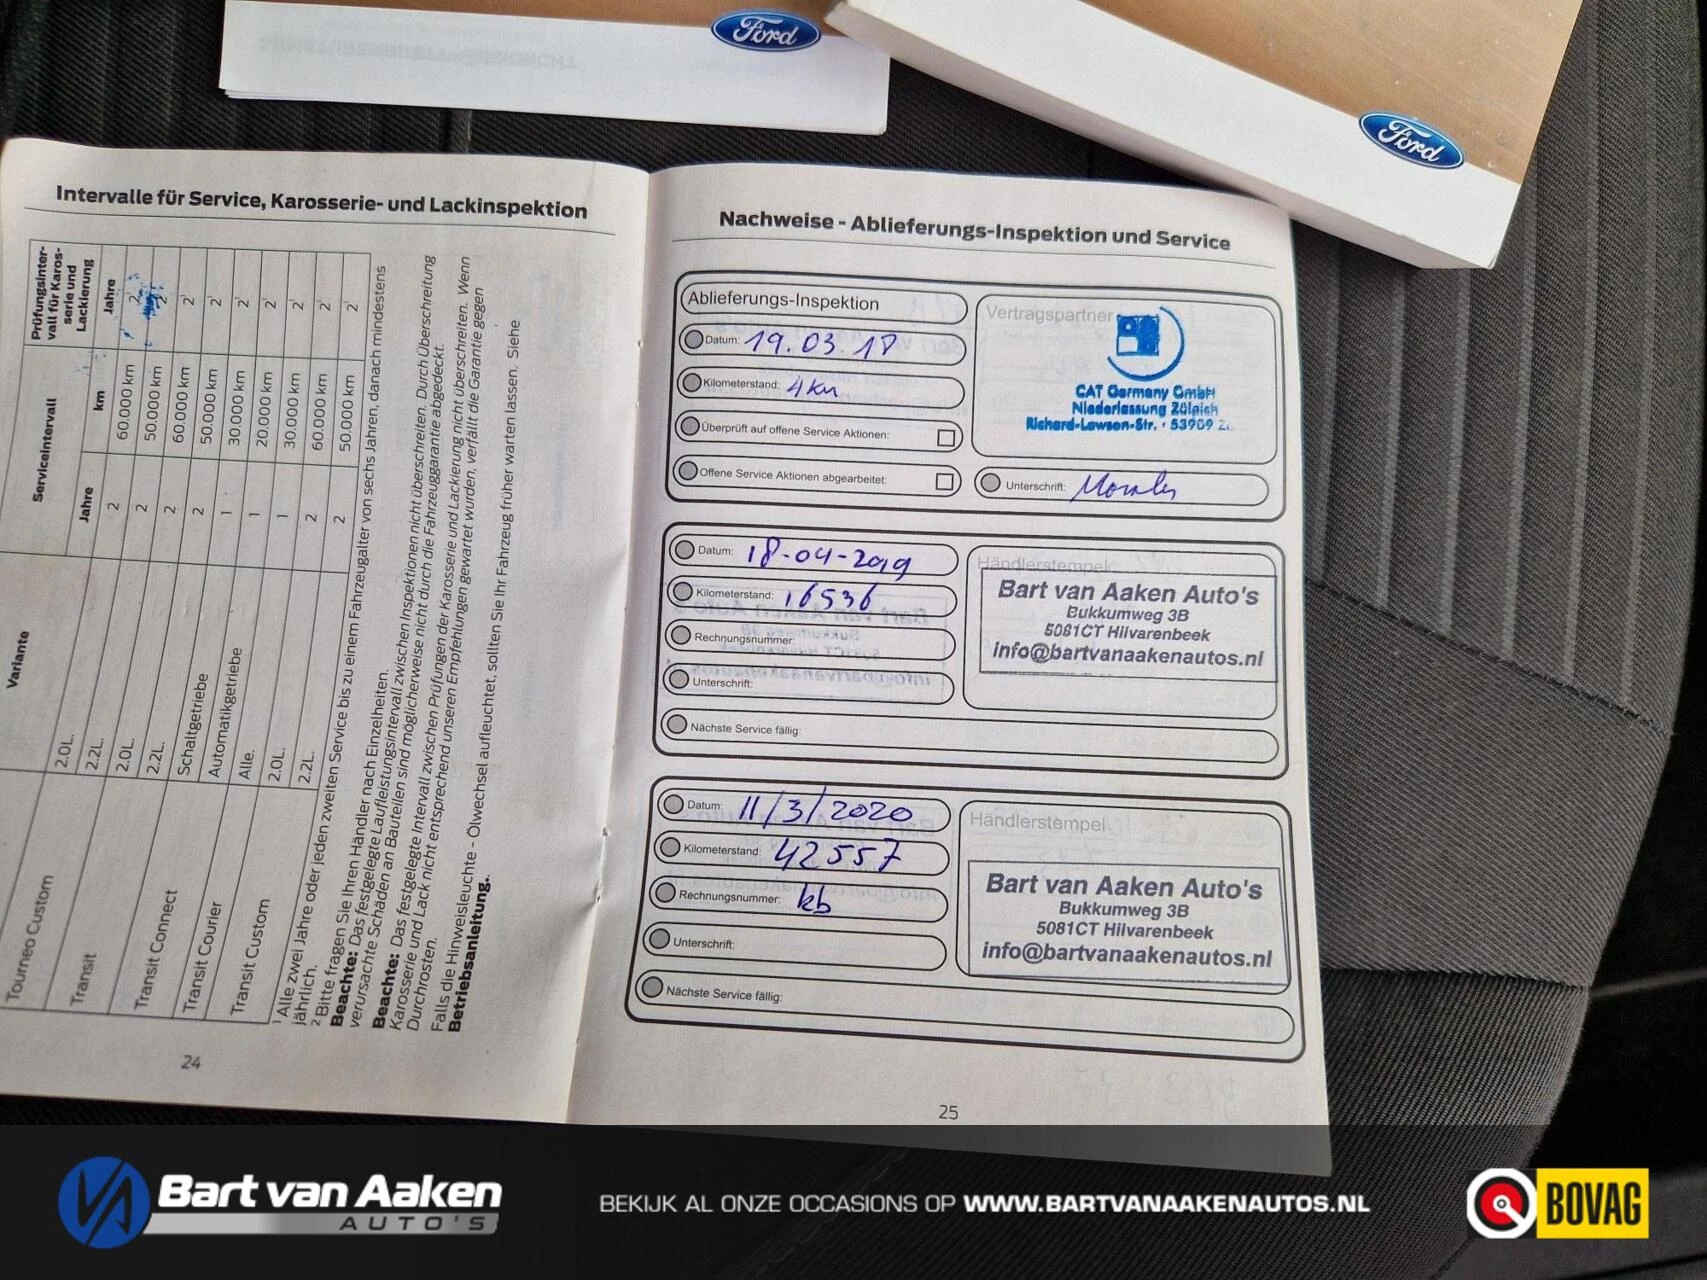 Ford
Ford
Intervalle für Service, Karosserie- und Lackinspektion
Variante
Serviceintervall
Prüfungsinter-
vall für Karos-
serie und
Lackierung
Jahre
km
Jahre
Tourneo Custom
2.0L.
2 60.000 km 2
2.2L.
2 50.000 km 2
Transit
2.0L.
2 60.000 km 2¹
2.2L.
2 50.000 km 2¹
Transit Connect
Schaltgetriebe
1 30.000 km 2¹
Automatikgetriebe
1 20.000 km 2¹
Transit Courier
Alle.
1 30.000 km 2¹
Transit Custom
2.0L.
2 60.000 km 2¹
2.2L.
2 50.000 km 2¹
¹ Alle zwei Jahre oder jeden zweiten Service bis zu einem Fahrzeugalter von sechs Jahren, danach mindestens
jährlich.
² Bitte fragen Sie Ihren Händler nach Einzelheiten.
Beachte: Das festgelegte Laufleistungsintervall zwischen Inspektionen nicht überschreiten. Durch Überschreitung
verursachte Schäden an Bauteilen sind möglicherweise nicht durch die Fahrzeuggarantie abgedeckt.
Beachte: Das festgelegte Intervall zwischen Prüfungen der Karosserie und Lackierung nicht überschreiten. Wenn
Karosserie und Lack nicht entsprechend unseren Empfehlungen gewartet wurden, verfällt die Garantie gegen
Durchrosten.
Falls die Hinweisleuchte - Ölwechsel aufleuchtet, sollten Sie Ihr Fahrzeug früher warten lassen. Siehe
Betriebsanleitung.
24
Nachweise - Ablieferungs-Inspektion und Service
Ablieferungs-Inspektion
Datum: 19.03.18
Kilometerstand: 4 km
Überprüft auf offene Service Aktionen:
Offene Service Aktionen abgearbeitet:
Vertragspartner
CAT Germany GmbH
Niederlassung Zülpich
Richard-Lawson-Str. · 53909
Unterschrift:
Datum: 18-04-2019
Kilometerstand: 16536
Rechnungsnummer:
Unterschrift:
Nächste Service fällig:
Händlerstempel
Bart van Aaken Auto's
Bukkumweg 3B
5081CT Hilvarenbeek
info@bartvanaakenautos.nl
Datum: 11/3/2020
Kilometerstand: 42557
Rechnungsnummer: kb
Unterschrift:
Nächste Service fällig:
Händlerstempel
Bart van Aaken Auto's
Bukkumweg 3B
5081CT Hilvarenbeek
info@bartvanaakenautos.nl
25
Bart van Aaken
AUTO'S
BEKIJK AL ONZE OCCASIONS OP WWW.BARTVANAAKENAUTOS.NL
BOVAG